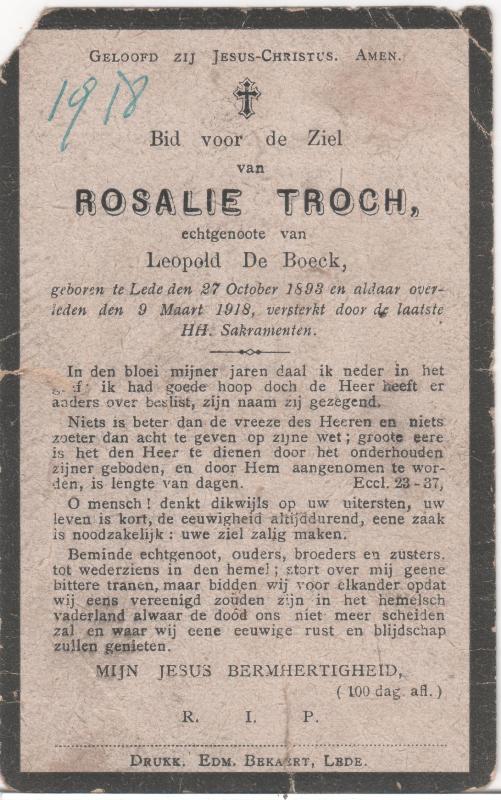 GELOOFD ZIJ JESUS-CHRISTUS. AMEN.
1918
Bid voor de Ziel
van
ROSALIE TROCH,
echtgenoote van
Leopold De Boeck,
geboren te Lede den 27 October 1893 en aldaar over-
leden den 9 Maart 1918, versterkt door de laatste
HH. Sakramenten.
In den bloei mijner jaren daal ik neder in het
ik had goede hoop doch de Heer heeft er
anders over beslist, zijn naam zij gezegend.
Niets is beter dan de vreeze des Heeren en niets
zoeter dan acht te geven op zijne wet; groote eere
is het den Heer te dienen door het onderhouden
zijner geboden, en door Hem aangenomen te wor-
den, is lengte van dagen. Eccl. 23-37,
O mensch! denkt dikwijls op uw uitersten, uw
leven is kort, de eeuwigheid altijddurend, eene zaak
is noodzakelijk: uwe ziel zalig maken.
Beminde echtgenoot, ouders, broeders en zusters.
tot wederziens in den hemel; stort over mij geene
bittere tranen, maar bidden wij voor elkander opdat
wij eens vereenigd zouden zijn in het hemelsch
vaderland alwaar de dood ons niet meer scheiden
zal en waar wij eene eeuwige rust en blijdschap
zullen genieten.
MIJN JESUS BERMHERTIGHEID,
(100 dag. afl.)
R. I. P.
DRUKK. EDM. BEKAERT, LEDE.